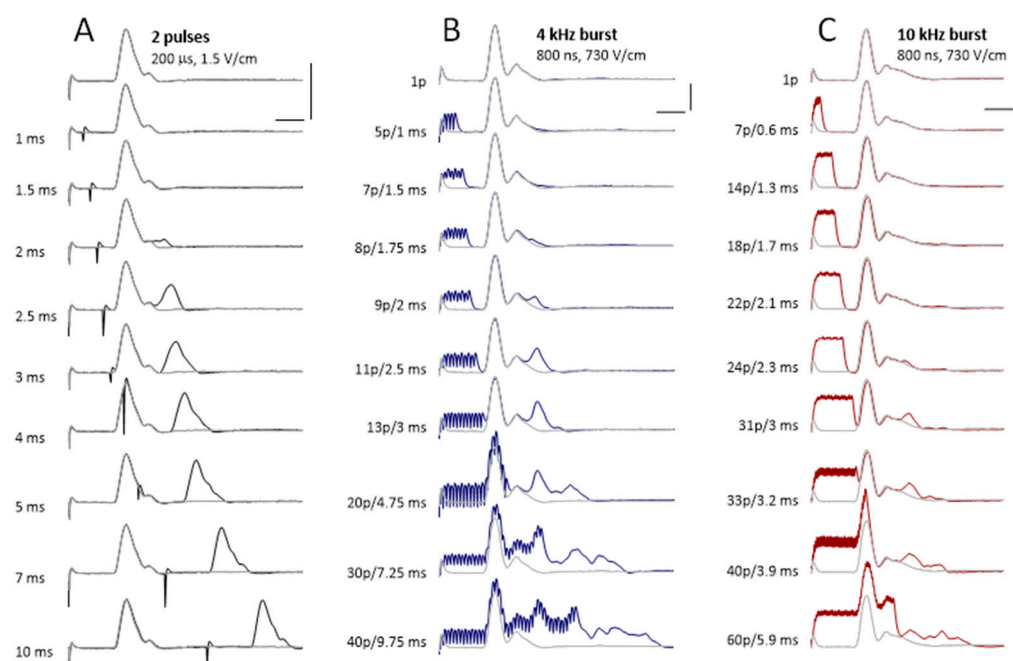 A
2 pulses
200 µs, 1.5 V/cm
1 ms
1.5 ms
2 ms
2.5 ms
3 ms
4 ms
5 ms
7 ms
10 ms
B
4 kHz burst
800 ns, 730 V/cm
1p
5p/1 ms
7p/1.5 ms
8p/1.75 ms
9p/2 ms
11p/2.5 ms
13p/3 ms
20p/4.75 ms
30p/7.25 ms
40p/9.75 ms
C
10 kHz burst
800 ns, 730 V/cm
1p
7p/0.6 ms
14p/1.3 ms
18p/1.7 ms
22p/2.1 ms
24p/2.3 ms
31p/3 ms
33p/3.2 ms
40p/3.9 ms
60p/5.9 ms